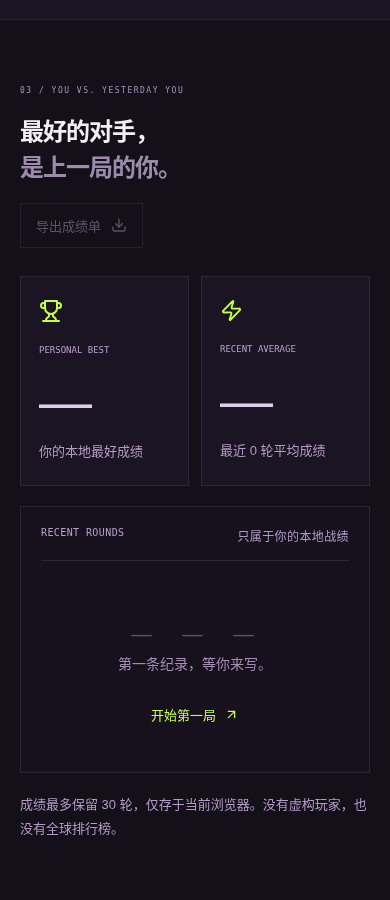 03 / YOU VS. YESTERDAY YOU
最好的对手，
是上一局的你。
导出成绩单
PERSONAL BEST
——
你的本地最好成绩
RECENT AVERAGE
——
最近 0 轮平均成绩
RECENT ROUNDS
只属于你的本地战绩
— — —
第一条纪录，等你来写。
开始第一局
成绩最多保留 30 轮，仅存于当前浏览器。没有虚构玩家，也
没有全球排行榜。